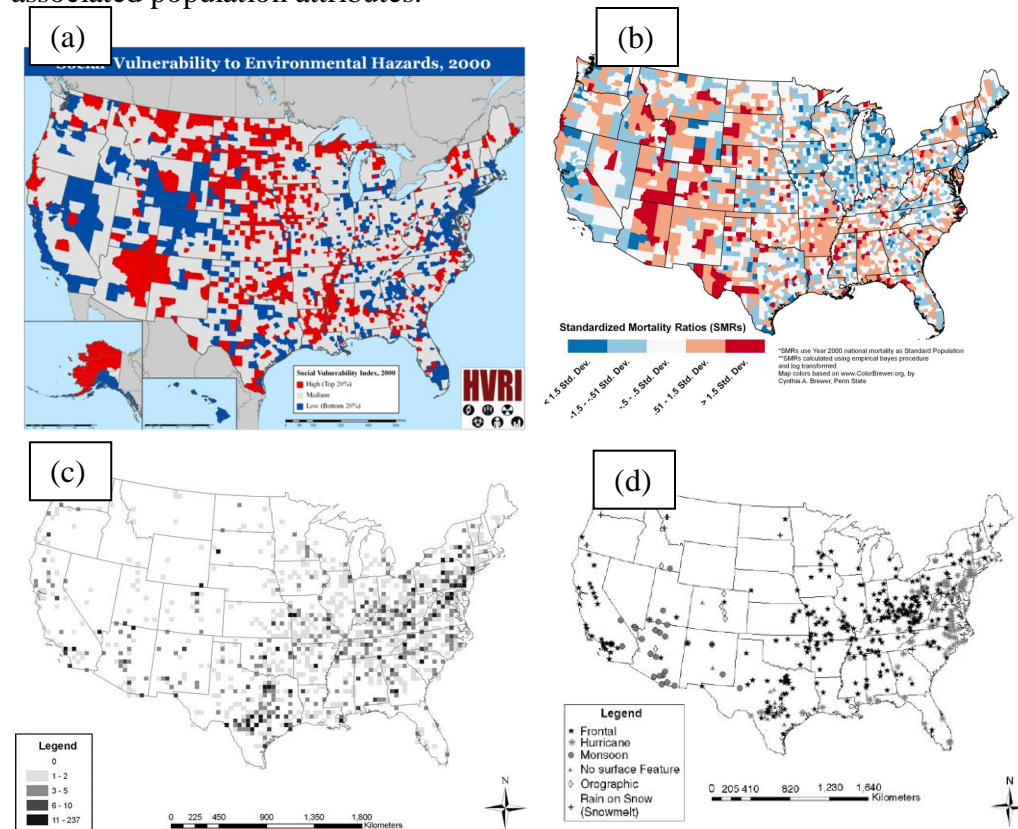 associated population attributes.
(a)
Social Vulnerability to Environmental Hazards, 2000
Social Vulnerability Index, 2000
High (Top 20%)
Medium
Low (Bottom 20%)
HVRI
(b)
Standardized Mortality Ratios (SMRs)
< 1.5 Std. Dev.
-1.5 - -.51 Std. Dev.
-.5 - .5 Std. Dev.
.51 - 1.5 Std. Dev.
> 1.5 Std. Dev.
*SMRs use Year 2000 national mortality as Standard Population
**SMRs calculated using empirical bayes procedure
and log transformed
Map colors based on www.ColorBrewer.org, by
Cynthia A. Brewer, Penn State
(c)
Legend
0
1 - 2
3 - 5
6 - 10
11 - 237
0 225 450 900 1,350 1,800
Kilometers
N
(d)
Legend
Frontal
Hurricane
Monsoon
No surface Feature
Orographic
Rain on Snow
(Snowmelt)
0 205 410 820 1,230 1,640
Kilometers
N